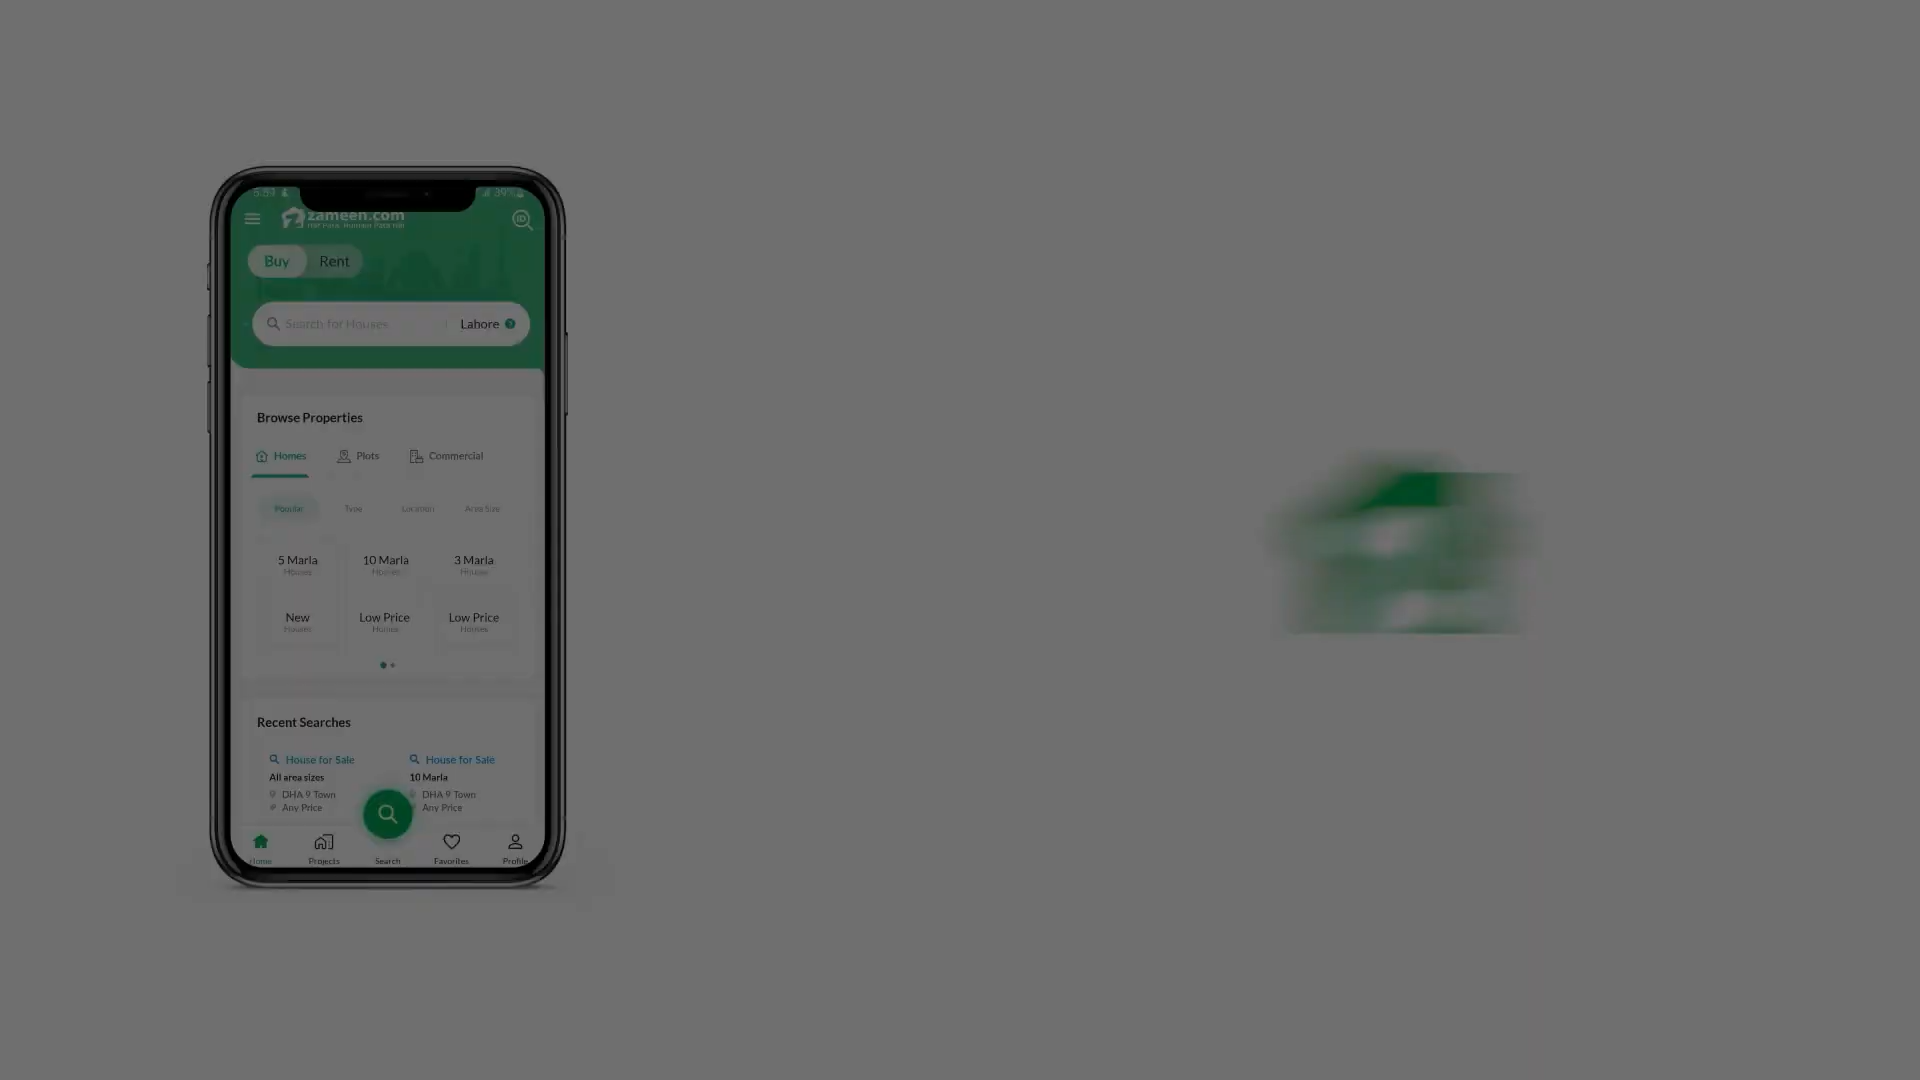 5:51 39%
zameen.com
Buy Rent
Search for Houses Lahore
Browse Properties
Homes Plots Commercial
Popular Type Location Area Size
5 Marla 10 Marla 3 Marla
Houses Houses Houses
New Low Price Low Price
Houses Homes Homes
Recent Searches
House for Sale House for Sale
All area sizes 10 Marla
DHA 9 Town DHA 9 Town
Any Price Any Price
Home Projects Search Favorites Profile